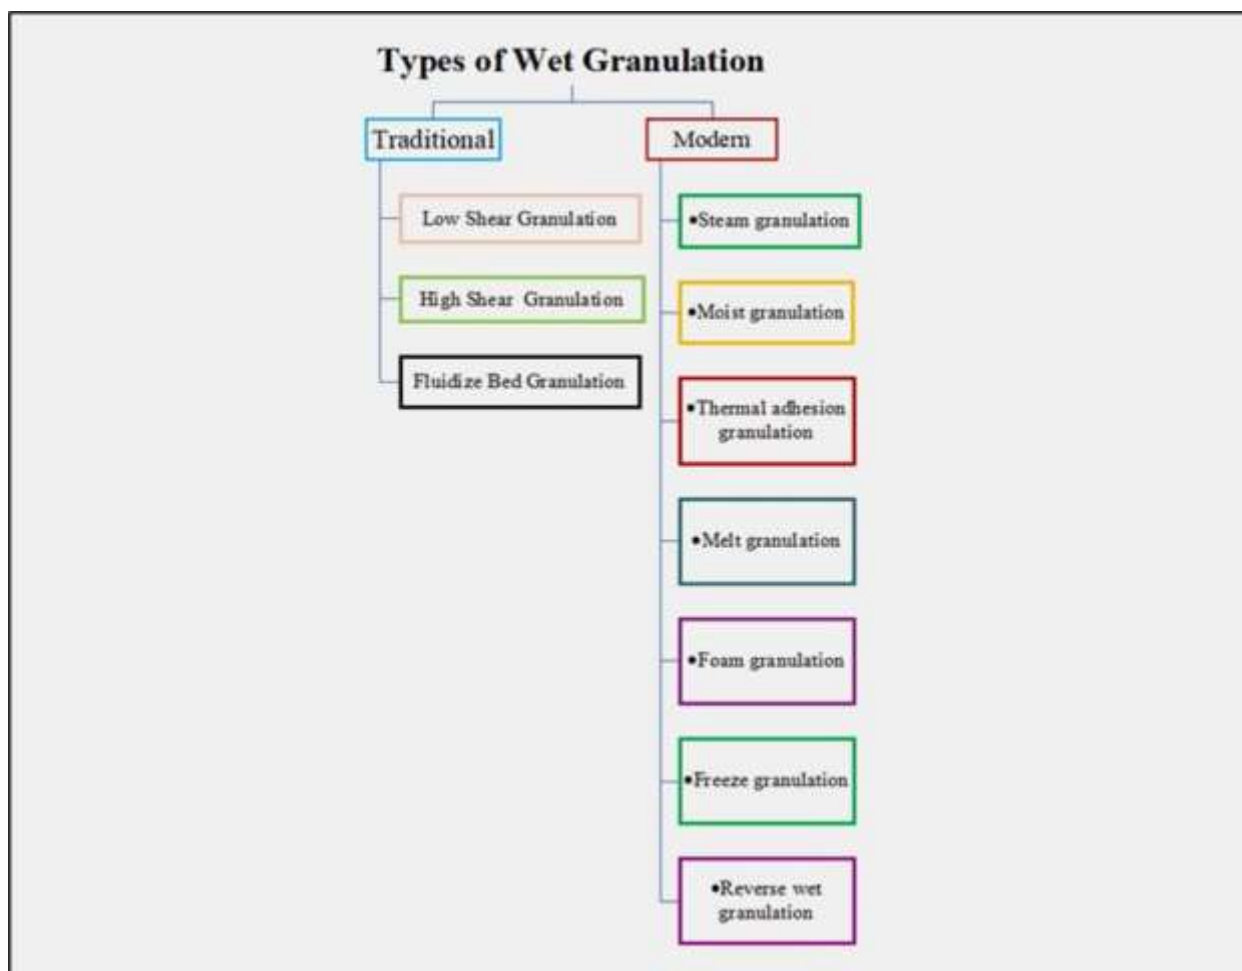 Types of Wet Granulation
Traditional
Modern
Low Shear Granulation
High Shear Granulation
Fluidize Bed Granulation
•Steam granulation
•Moist granulation
•Thermal adhesion
granulation
•Melt granulation
•Foam granulation
•Freeze granulation
•Reverse wet
granulation